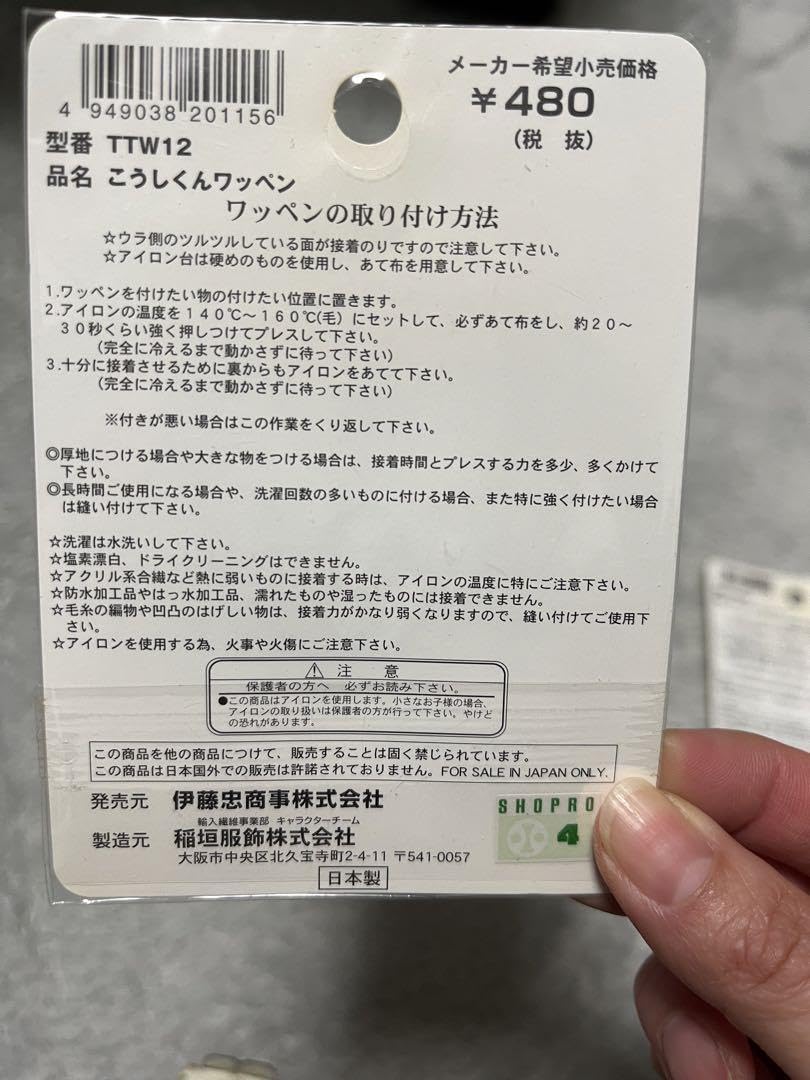 メーカー希望小売価格
￥480
(税 抜)
4 949038 201156
型番 TTW12
品名 こうしくんワッペン
ワッペンの取り付け方法
☆ウラ側のツルツルしている面が接着のりですので注意して下さい。
☆アイロン台は硬めのものを使用し、あて布を用意して下さい。
1.ワッペンを付けたい物の付けたい位置に置きます。
2.アイロンの温度を140℃〜160℃(毛)にセットして、必ずあて布をし、約20〜
30秒くらい強く押しつけてプレスして下さい。
(完全に冷えるまで動かさずに待って下さい)
3.十分に接着させるために裏からもアイロンをあてて下さい。
(完全に冷えるまで動かさずに待って下さい)
※付きが悪い場合はこの作業をくり返して下さい。
◎厚地につける場合や大きな物をつける場合は、接着時間とプレスする力を多少、多くかけて
下さい。
◎長時間ご使用になる場合や、洗濯回数の多いものに付ける場合、また特に強く付けたい場合
は縫い付けて下さい。
☆洗濯は水洗いして下さい。
☆塩素漂白、ドライクリーニングはできません。
☆アクリル系合繊など熱に弱いものに接着する時は、アイロンの温度に特にご注意下さい。
☆防水加工品やはっ水加工品、濡れたものや湿ったものには接着できません。
☆毛糸の編物や凹凸のはげしい物は、接着力がかなり弱くなりますので、縫い付けてご使用下
さい。
☆アイロンを使用する為、火事や火傷にご注意下さい。
⚠ 注 意
保護者の方へ 必ずお読み下さい。
●この商品はアイロンを使用します。小さなお子様の場合、
アイロンの取り扱いは保護者の方が行って下さい。やけど
の恐れがあります。
この商品を他の商品につけて、販売することは固く禁じられています。
この商品は日本国外での販売は許諾されておりません。FOR SALE IN JAPAN ONLY.
発売元 伊藤忠商事株式会社
輸入繊維事業部 キャラクターチーム
製造元 稲垣服飾株式会社
大阪市中央区北久宝寺町2-4-11 〒541-0057
日本製
SHOPRO
4